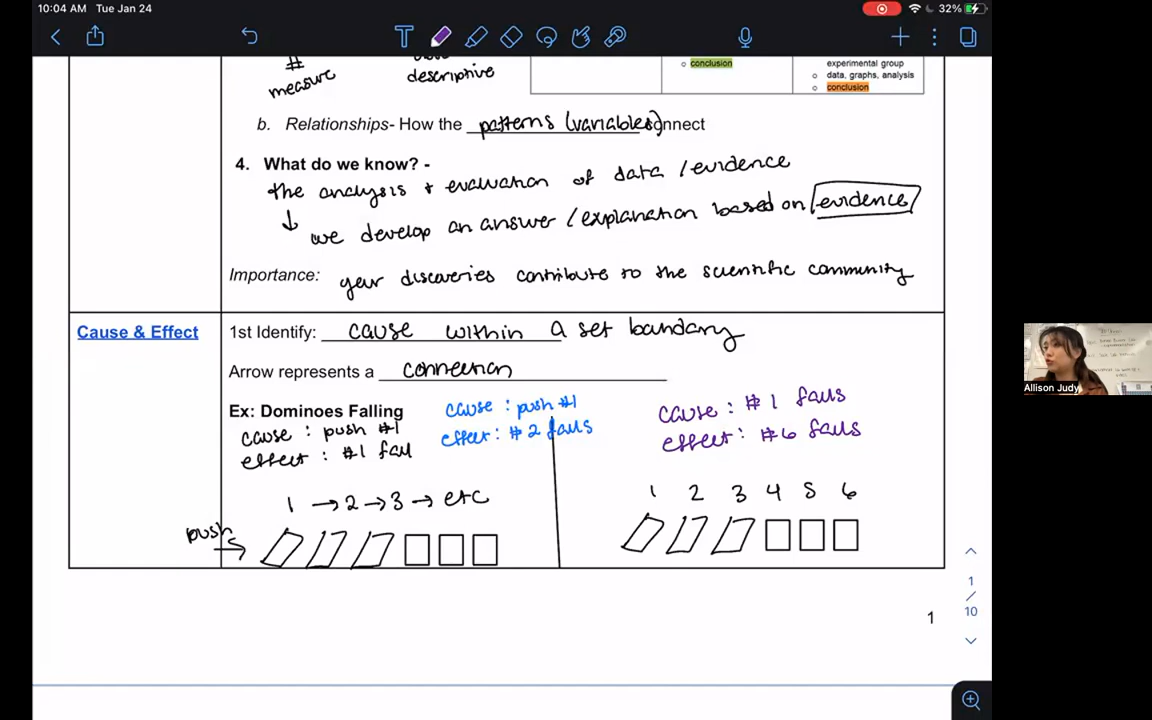 10:04 AM Tue Jan 24
32%
#
measure
descriptive
conclusion
experimental group
data, graphs, analysis
conclusion
b. Relationships- How the patterns (variables) connect
4. What do we know? -
the analysis + evaluation of data / evidence
↓ we develop an answer / explanation based on evidence
Importance: your discoveries contribute to the scientific community
Cause & Effect
1st Identify: cause within a set boundary
Arrow represents a connection
Ex: Dominoes Falling
cause : push #1
effect : #1 fall
cause : push #1
effect : #2 falls
cause : #1 falls
effect : #6 falls
1 → 2 → 3 → etc
push
1 2 3 4 5 6
1
1
/
10
Allison Judy